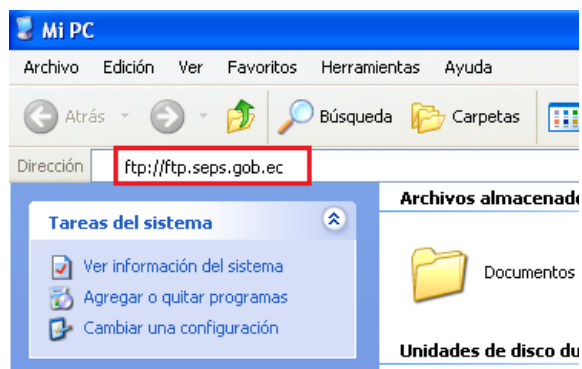 Mi PC
Archivo Edición Ver Favoritos Herramientas Ayuda
Atrás Búsqueda Carpetas
Dirección ftp://ftp.seps.gob.ec
Archivos almacenad
Tareas del sistema
Documentos
Ver información del sistema
Agregar o quitar programas
Cambiar una configuración
Unidades de disco du